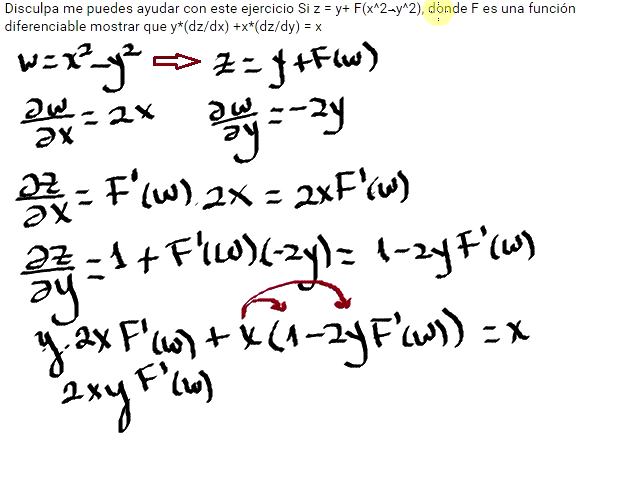 Disculpa me puedes ayudar con este ejercicio Si z = y+ F(x^2-y^2), donde F es una función
diferenciable mostrar que y*(dz/dx) +x*(dz/dy) = x
w=x²-y² ⇒ z=y+F(w)
∂w/∂x = 2x ∂w/∂y = -2y
∂z/∂x = F'(w).2x = 2xF'(w)
∂z/∂y = 1+F'(w)(-2y) = 1-2yF'(w)
y.2xF'(w) + x(1-2yF'(w)) = x
2xyF'(w)